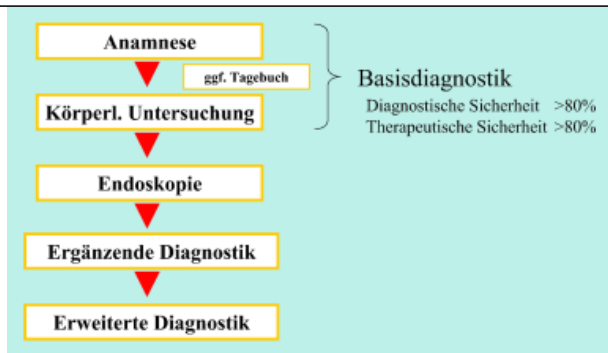 Anamnese
ggf. Tagebuch
Körperl. Untersuchung
Basisdiagnostik
Diagnostische Sicherheit >80%
Therapeutische Sicherheit >80%
Endoskopie
Ergänzende Diagnostik
Erweiterte Diagnostik